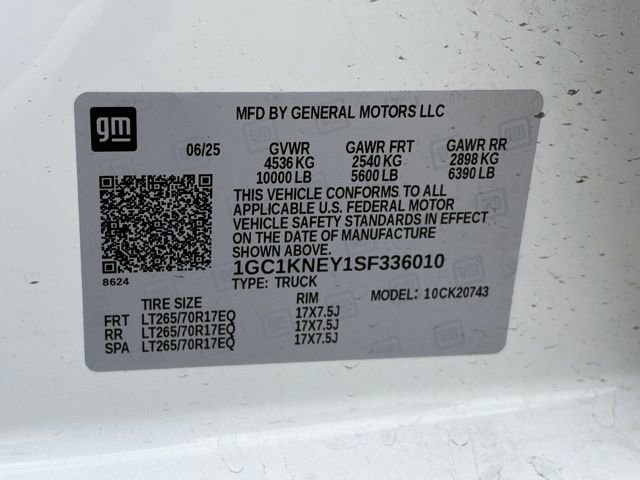 gm
MFD BY GENERAL MOTORS LLC
06/25 GVWR GAWR FRT GAWR RR
4536 KG 2540 KG 2898 KG
10000 LB 5600 LB 6390 LB
THIS VEHICLE CONFORMS TO ALL
APPLICABLE U.S. FEDERAL MOTOR
VEHICLE SAFETY STANDARDS IN EFFECT
ON THE DATE OF MANUFACTURE
SHOWN ABOVE.
8624
1GC1KNEY1SF336010
TYPE: TRUCK MODEL: 10CK20743
TIRE SIZE RIM
FRT LT265/70R17EQ 17X7.5J
RR LT265/70R17EQ 17X7.5J
SPA LT265/70R17EQ 17X7.5J